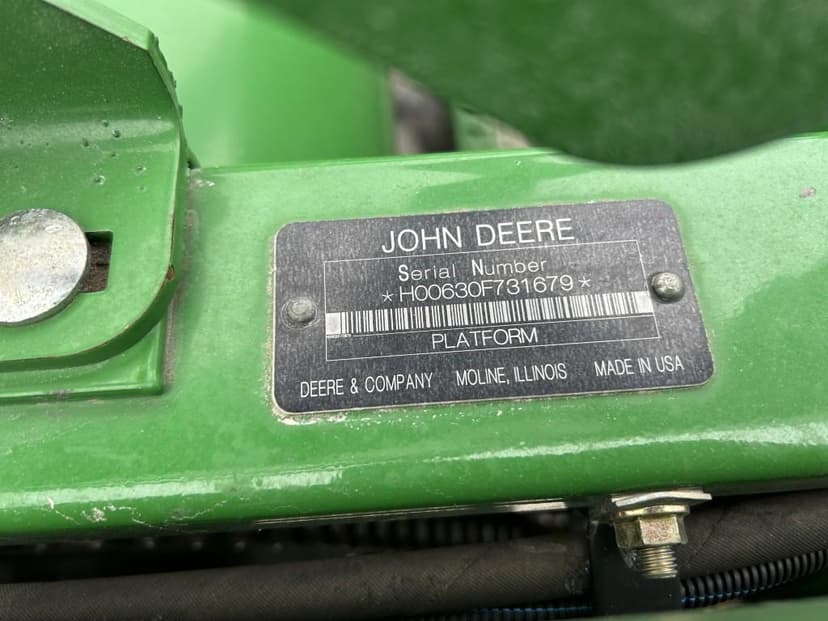 JOHN DEERE
Serial Number
*H00630F731679*
PLATFORM
DEERE & COMPANY MOLINE, ILLINOIS MADE IN USA